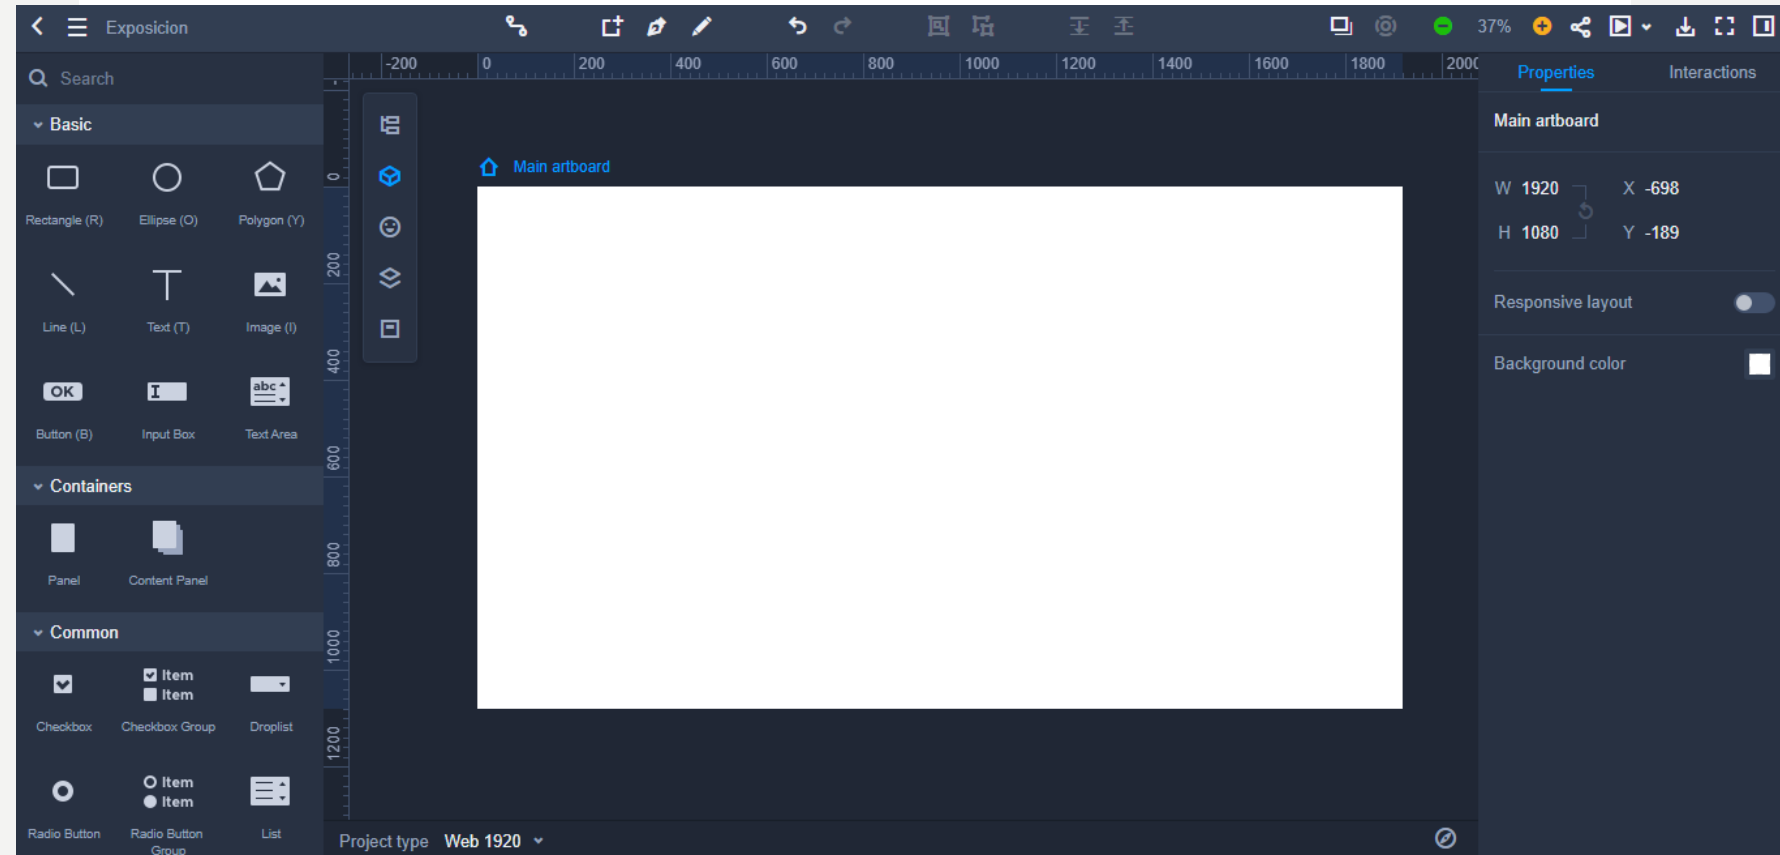 Exposicion
37%
Search
Basic
Rectangle (R)
Ellipse (O)
Polygon (Y)
Line (L)
Text (T)
Image (I)
OK
I
abc
Button (B)
Input Box
Text Area
Containers
Panel
Content Panel
Common
Item
Item
Checkbox
Checkbox Group
Droplist
Item
Item
Radio Button
Radio Button
Group
List
-200
0
200
400
600
800
1000
1200
1400
1600
1800
2000
0
200
400
600
800
1000
1200
Main artboard
Project type Web 1920
Properties
Interactions
Main artboard
W 1920
X -698
H 1080
Y -189
Responsive layout
Background color